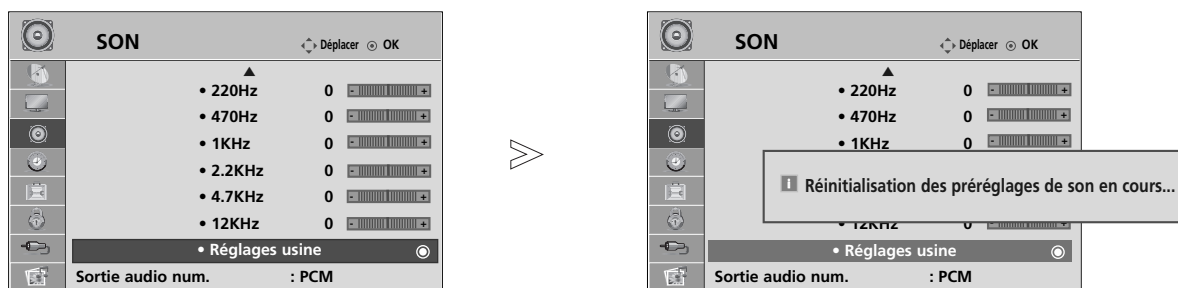 SON
Déplacer OK
• 220Hz 0 - +
• 470Hz 0 - +
• 1KHz 0 - +
• 2.2KHz 0 - +
• 4.7KHz 0 - +
• 12KHz 0 - +
• Réglages usine
Sortie audio num. : PCM
SON
Déplacer OK
• 220Hz 0 - +
• 470Hz 0 - +
• 1KHz 0 - +
i Réinitialisation des préréglages de son en cours...
• 12KHz 0 - +
• Réglages usine
Sortie audio num. : PCM